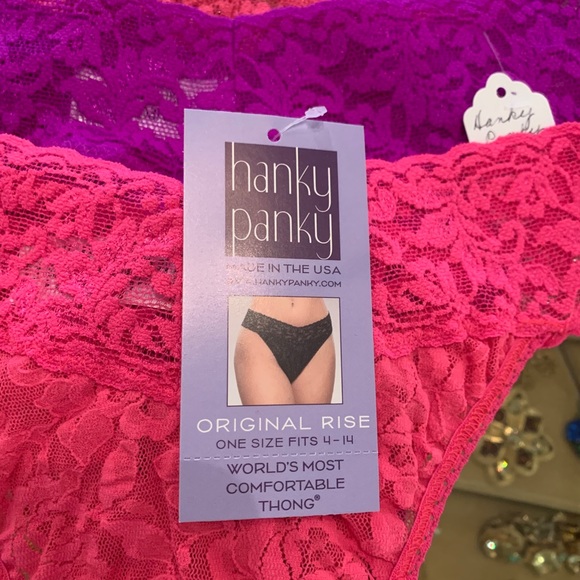 hanky
panky
MADE IN THE USA
WWW.HANKYPANKY.COM
ORIGINAL RISE
ONE SIZE FITS 4-14
WORLD'S MOST
COMFORTABLE
THONG®
Hanky